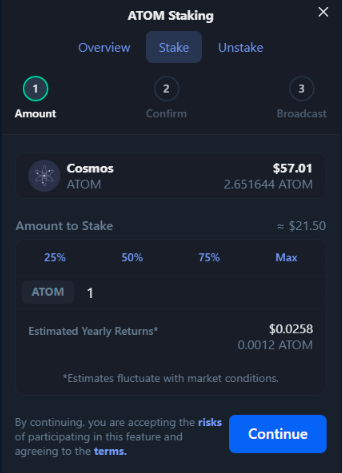 ATOM Staking
Overview Stake Unstake
1 2 3
Amount Confirm Broadcast
Cosmos $57.01
ATOM 2.651644 ATOM
Amount to Stake ≈ $21.50
25% 50% 75% Max
ATOM 1
Estimated Yearly Returns* $0.0258
0.0012 ATOM
*Estimates fluctuate with market conditions.
By continuing, you are accepting the risks
of participating in this feature and
agreeing to the terms.
Continue